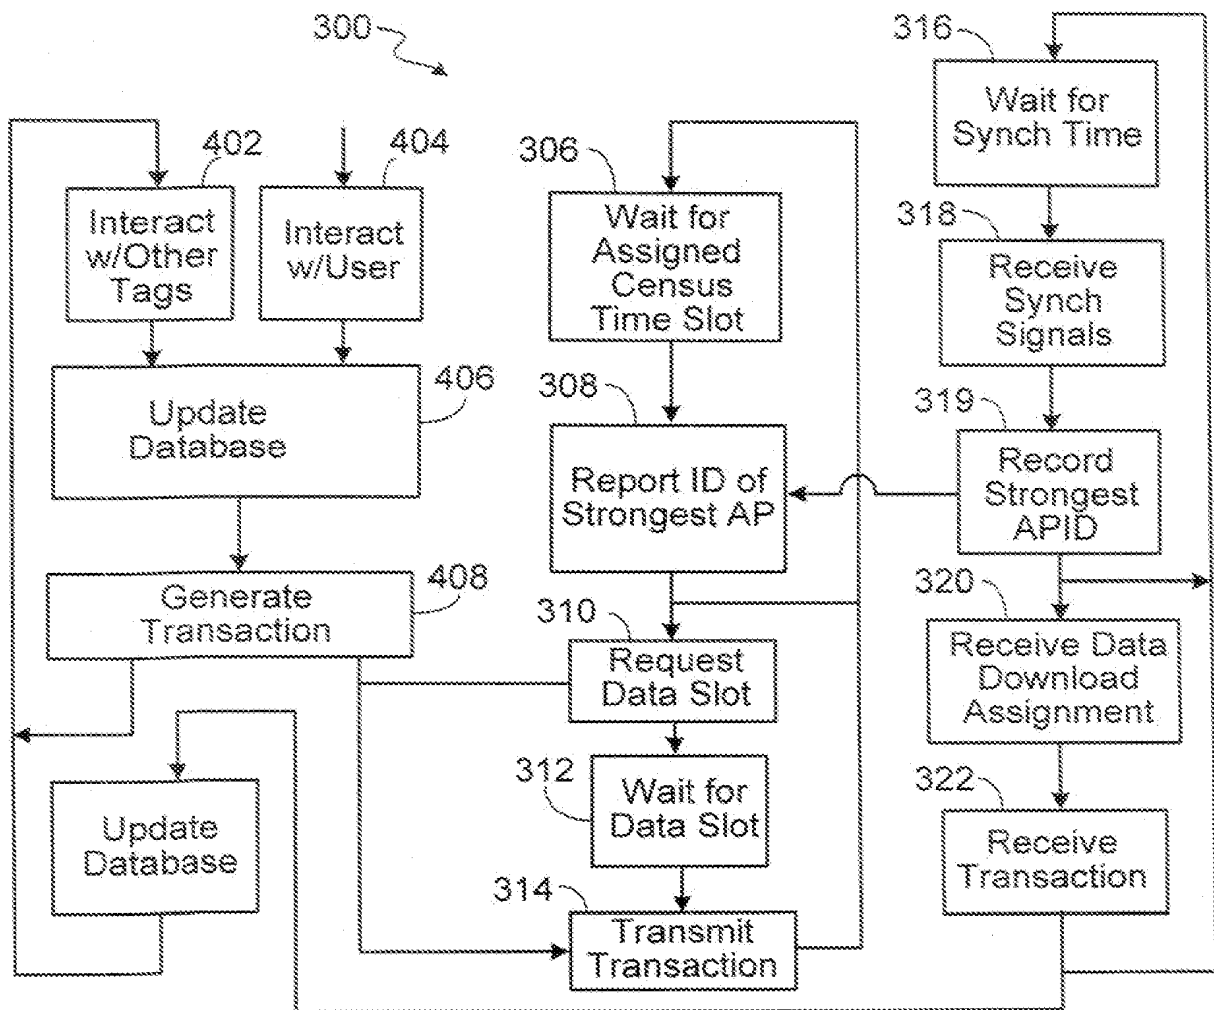 300
402
Interact
w/Other
Tags
404
Interact
w/User
406
Update
Database
408
Generate
Transaction
Update
Database
306
Wait for
Assigned
Census
Time Slot
308
Report ID of
Strongest AP
310
Request
Data Slot
312
Wait for
Data Slot
314
Transmit
Transaction
316
Wait for
Synch Time
318
Receive
Synch
Signals
319
Record
Strongest
APID
320
Receive Data
Download
Assignment
322
Receive
Transaction